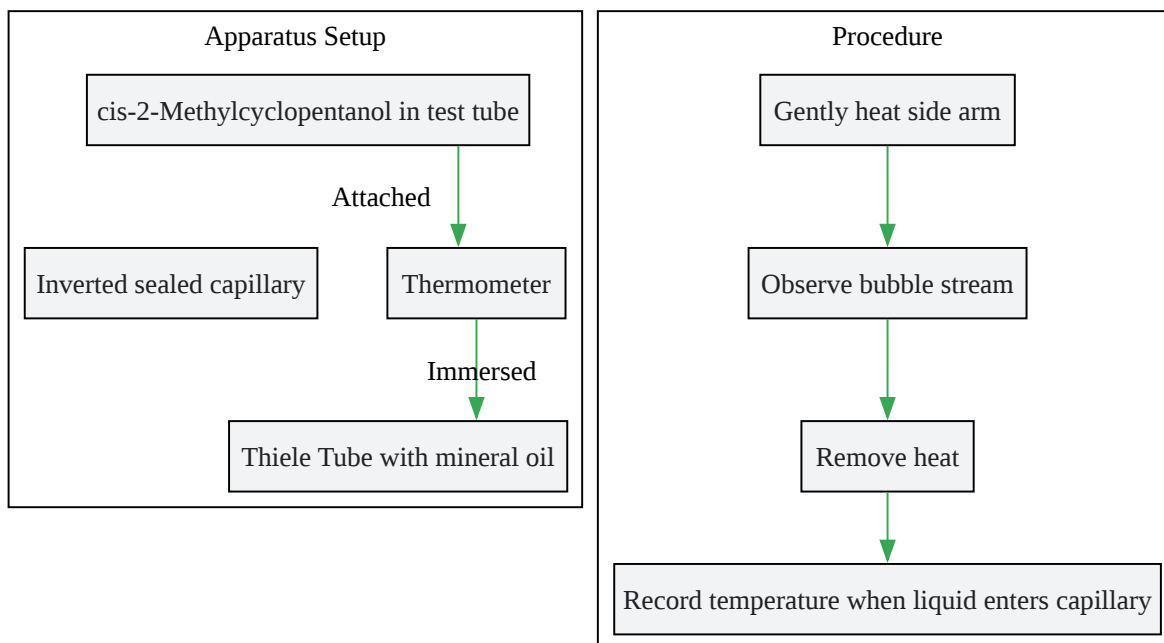 Apparatus Setup
cis-2-Methylcyclopentanol in test tube
Attached
Inverted sealed capillary
Thermometer
Immersed
Thiele Tube with mineral oil
Procedure
Gently heat side arm
Observe bubble stream
Remove heat
Record temperature when liquid enters capillary